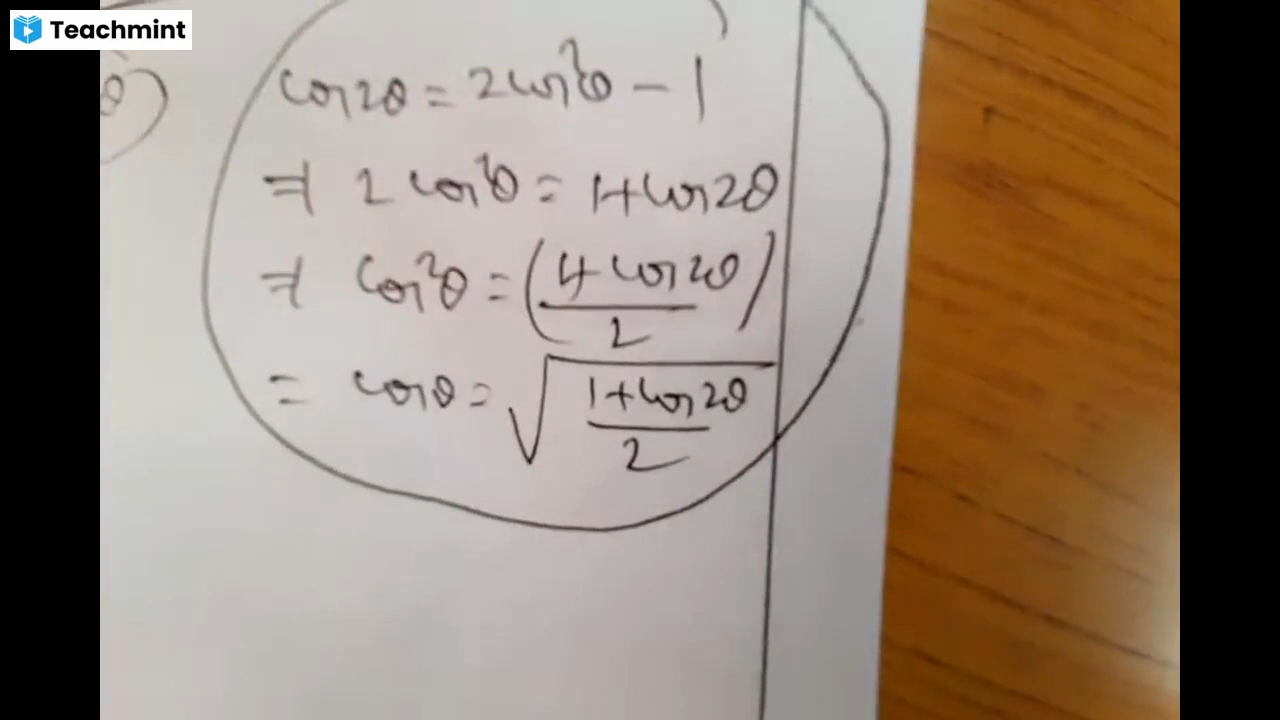 Teachmint
θ)
cos2θ = 2cos²θ - 1
⇒ 2cos²θ = 1+cos2θ
⇒ cos²θ = (1+cos2θ / 2)
= cosθ = √(1+cos2θ / 2)